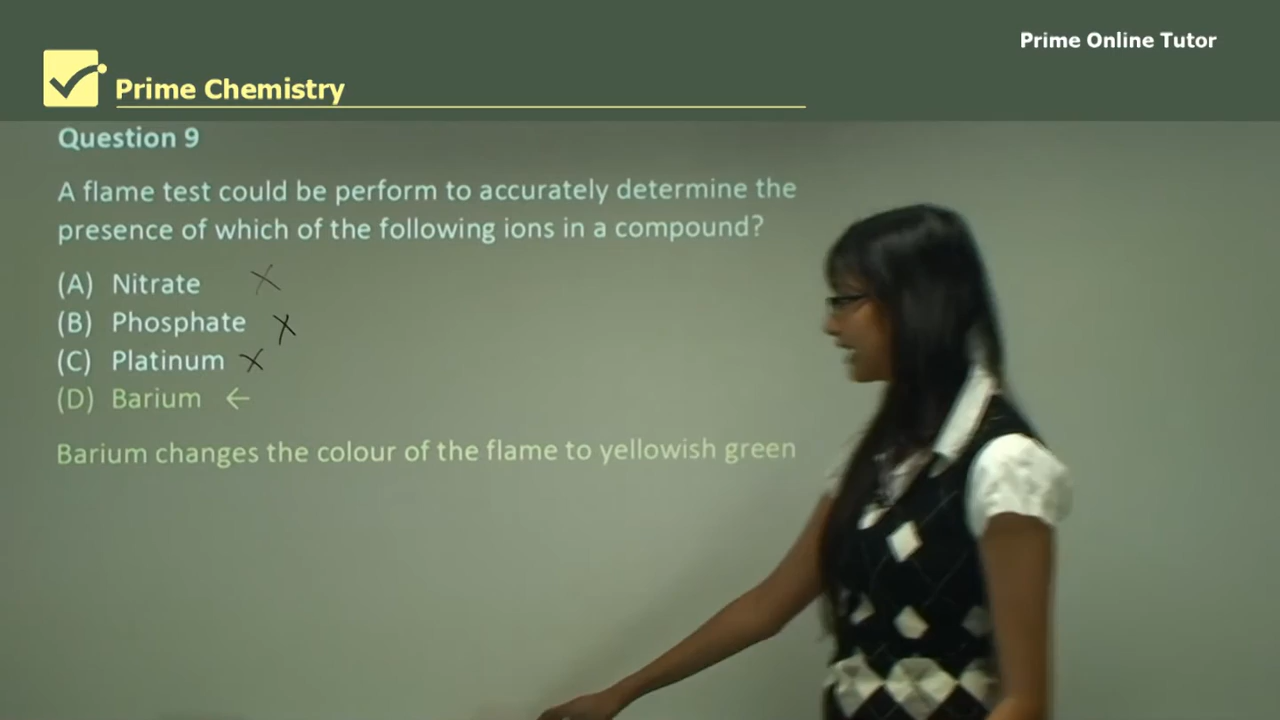 Prime Online Tutor
Prime Chemistry
Question 9
A flame test could be perform to accurately determine the
presence of which of the following ions in a compound?
(A) Nitrate X
(B) Phosphate X
(C) Platinum X
(D) Barium ←
Barium changes the colour of the flame to yellowish green